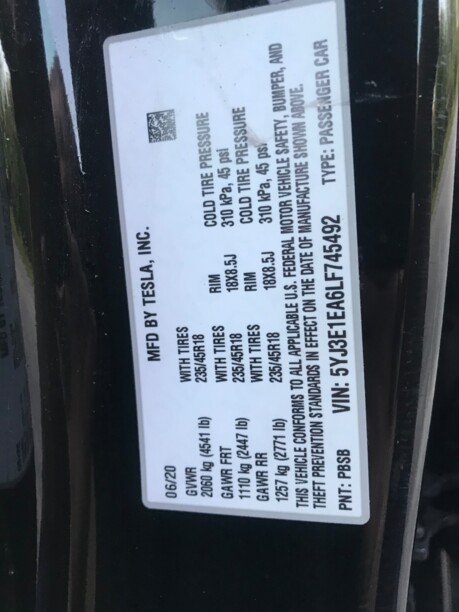 MFD BY TESLA, INC.
06/20
GVWR WITH TIRES RIM COLD TIRE PRESSURE
2060 kg (4541 lb) 235/45R18 18X8.5J 310 kPa, 45 psi
GAWR FRT WITH TIRES RIM COLD TIRE PRESSURE
1110 kg (2447 lb) 235/45R18 18X8.5J 310 kPa, 45 psi
GAWR RR
1257 kg (2771 lb) 235/45R18
THIS VEHICLE CONFORMS TO ALL APPLICABLE U.S. FEDERAL MOTOR VEHICLE SAFETY, BUMPER, AND
THEFT PREVENTION STANDARDS IN EFFECT ON THE DATE OF MANUFACTURE SHOWN ABOVE.
PNT: PBSB VIN: 5YJ3E1EA6LF745492 TYPE: PASSENGER CAR